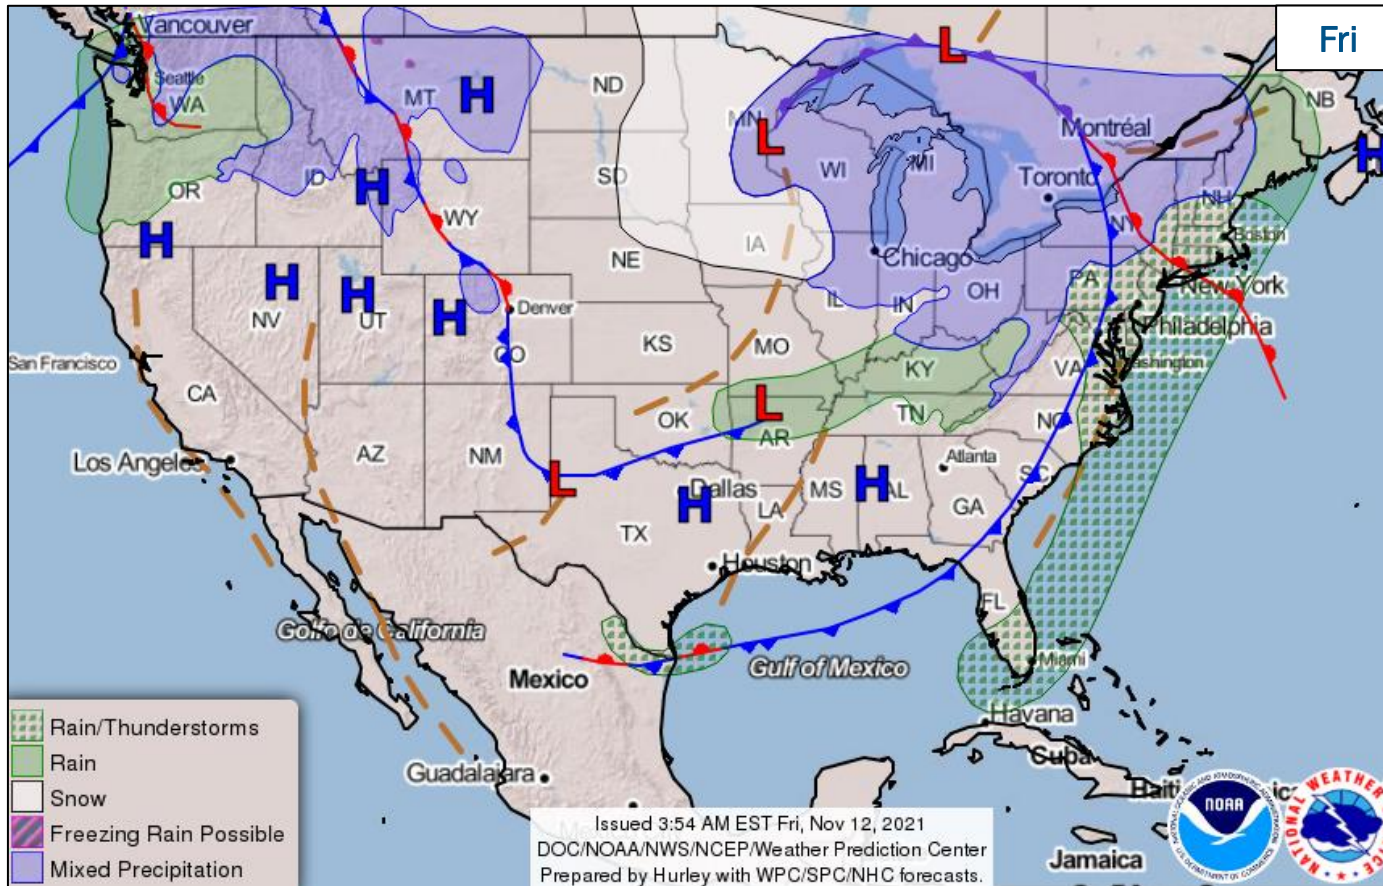 Fri
Vancouver
Seattle
WA
MT
ND
MN
Montréal
NB
H
H
L
L
H
OR
ID
H
WY
SD
WI
MI
Toronto
NH
NY
Boston
H
NE
IA
Chicago
H
H
H
NV
UT
Denver
CO
IL
IN
OH
PA
New York
Philadelphia
San Francisco
CA
KS
MO
KY
VA
Washington
L
OK
AR
TN
NC
Los Angeles
AZ
NM
L
Dallas
H
MS
H
AL
Atlanta
SC
GA
LA
TX
Houston
FL
Golfo de California
Mexico
Gulf of Mexico
Miami
Havana
Cuba
Guadalajara
Jamaica
Rain/Thunderstorms
Rain
Snow
Freezing Rain Possible
Mixed Precipitation
Issued 3:54 AM EST Fri, Nov 12, 2021
DOC/NOAA/NWS/NCEP/Weather Prediction Center
Prepared by Hurley with WPC/SPC/NHC forecasts.
NOAA